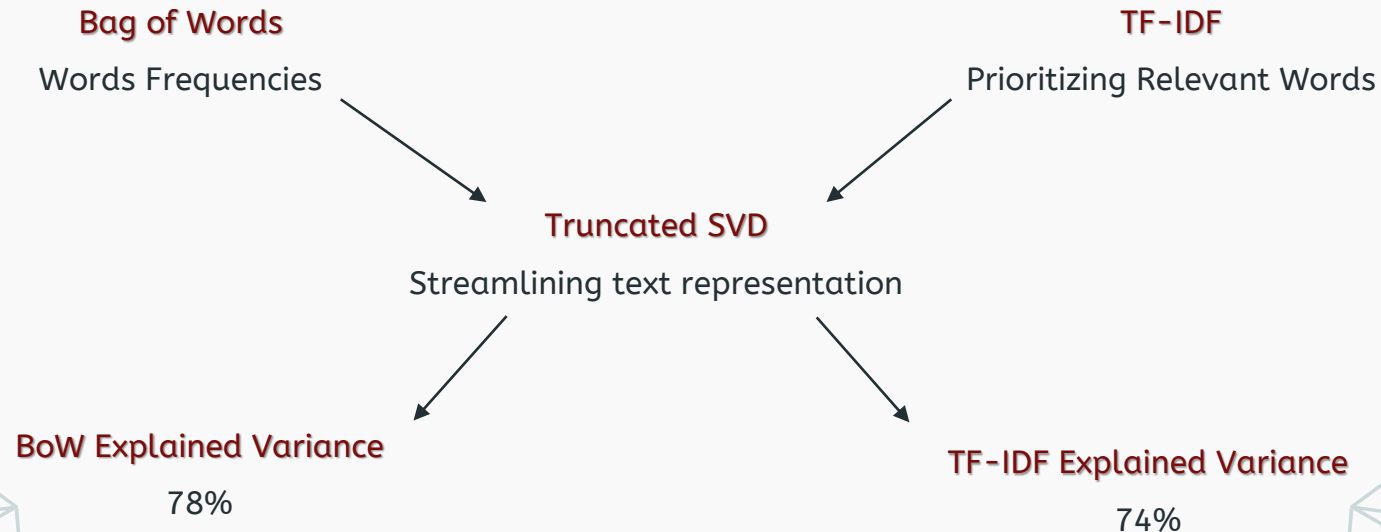 Bag of Words
Words Frequencies
TF-IDF
Prioritizing Relevant Words
Truncated SVD
Streamlining text representation
BoW Explained Variance
78%
TF-IDF Explained Variance
74%